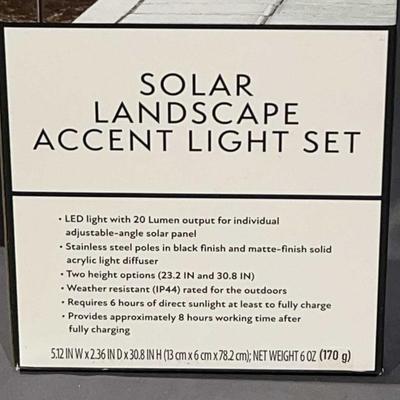 SOLAR
LANDSCAPE
ACCENT LIGHT SET
• LED light with 20 Lumen output for individual
adjustable-angle solar panel
• Stainless steel poles in black finish and matte-finish solid
acrylic light diffuser
• Two height options (23.2 IN and 30.8 IN)
• Weather resistant (IP44) rated for the outdoors
• Requires 6 hours of direct sunlight at least to fully charge
• Provides approximately 8 hours working time after
fully charging
5.12 IN W x 2.36 IN D x 30.8 IN H (13 cm x 6 cm x 78.2 cm); NET WEIGHT 6 OZ (170 g)